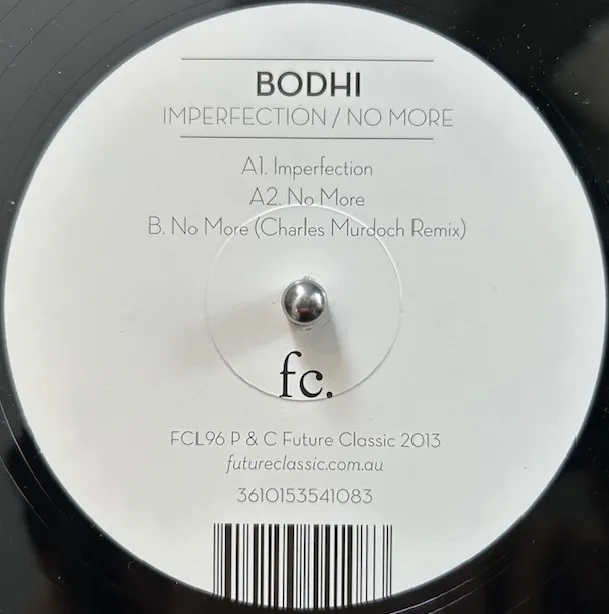 BODHI
IMPERFECTION / NO MORE
A1. Imperfection
A2. No More
B. No More (Charles Murdoch Remix)
fc.
FCL96 P & C Future Classic 2013
futureclassic.com.au
3610153541083